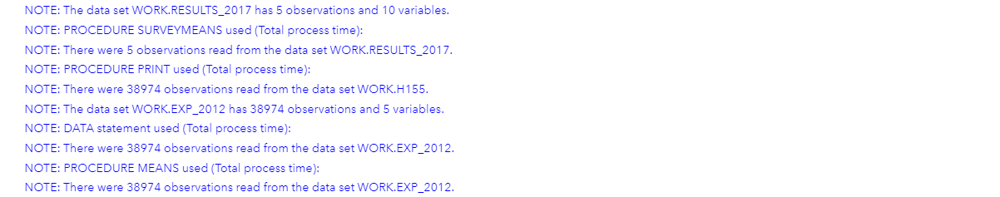 NOTE: The data set WORK.RESULTS_2017 has 5 observations and 10 variables.
NOTE: PROCEDURE SURVEYMEANS used (Total process time):
NOTE: There were 5 observations read from the data set WORK.RESULTS_2017.
NOTE: PROCEDURE PRINT used (Total process time):
NOTE: There were 38974 observations read from the data set WORK.H155.
NOTE: The data set WORK.EXP_2012 has 38974 observations and 5 variables.
NOTE: DATA statement used (Total process time):
NOTE: There were 38974 observations read from the data set WORK.EXP_2012.
NOTE: PROCEDURE MEANS used (Total process time):
NOTE: There were 38974 observations read from the data set WORK.EXP_2012.